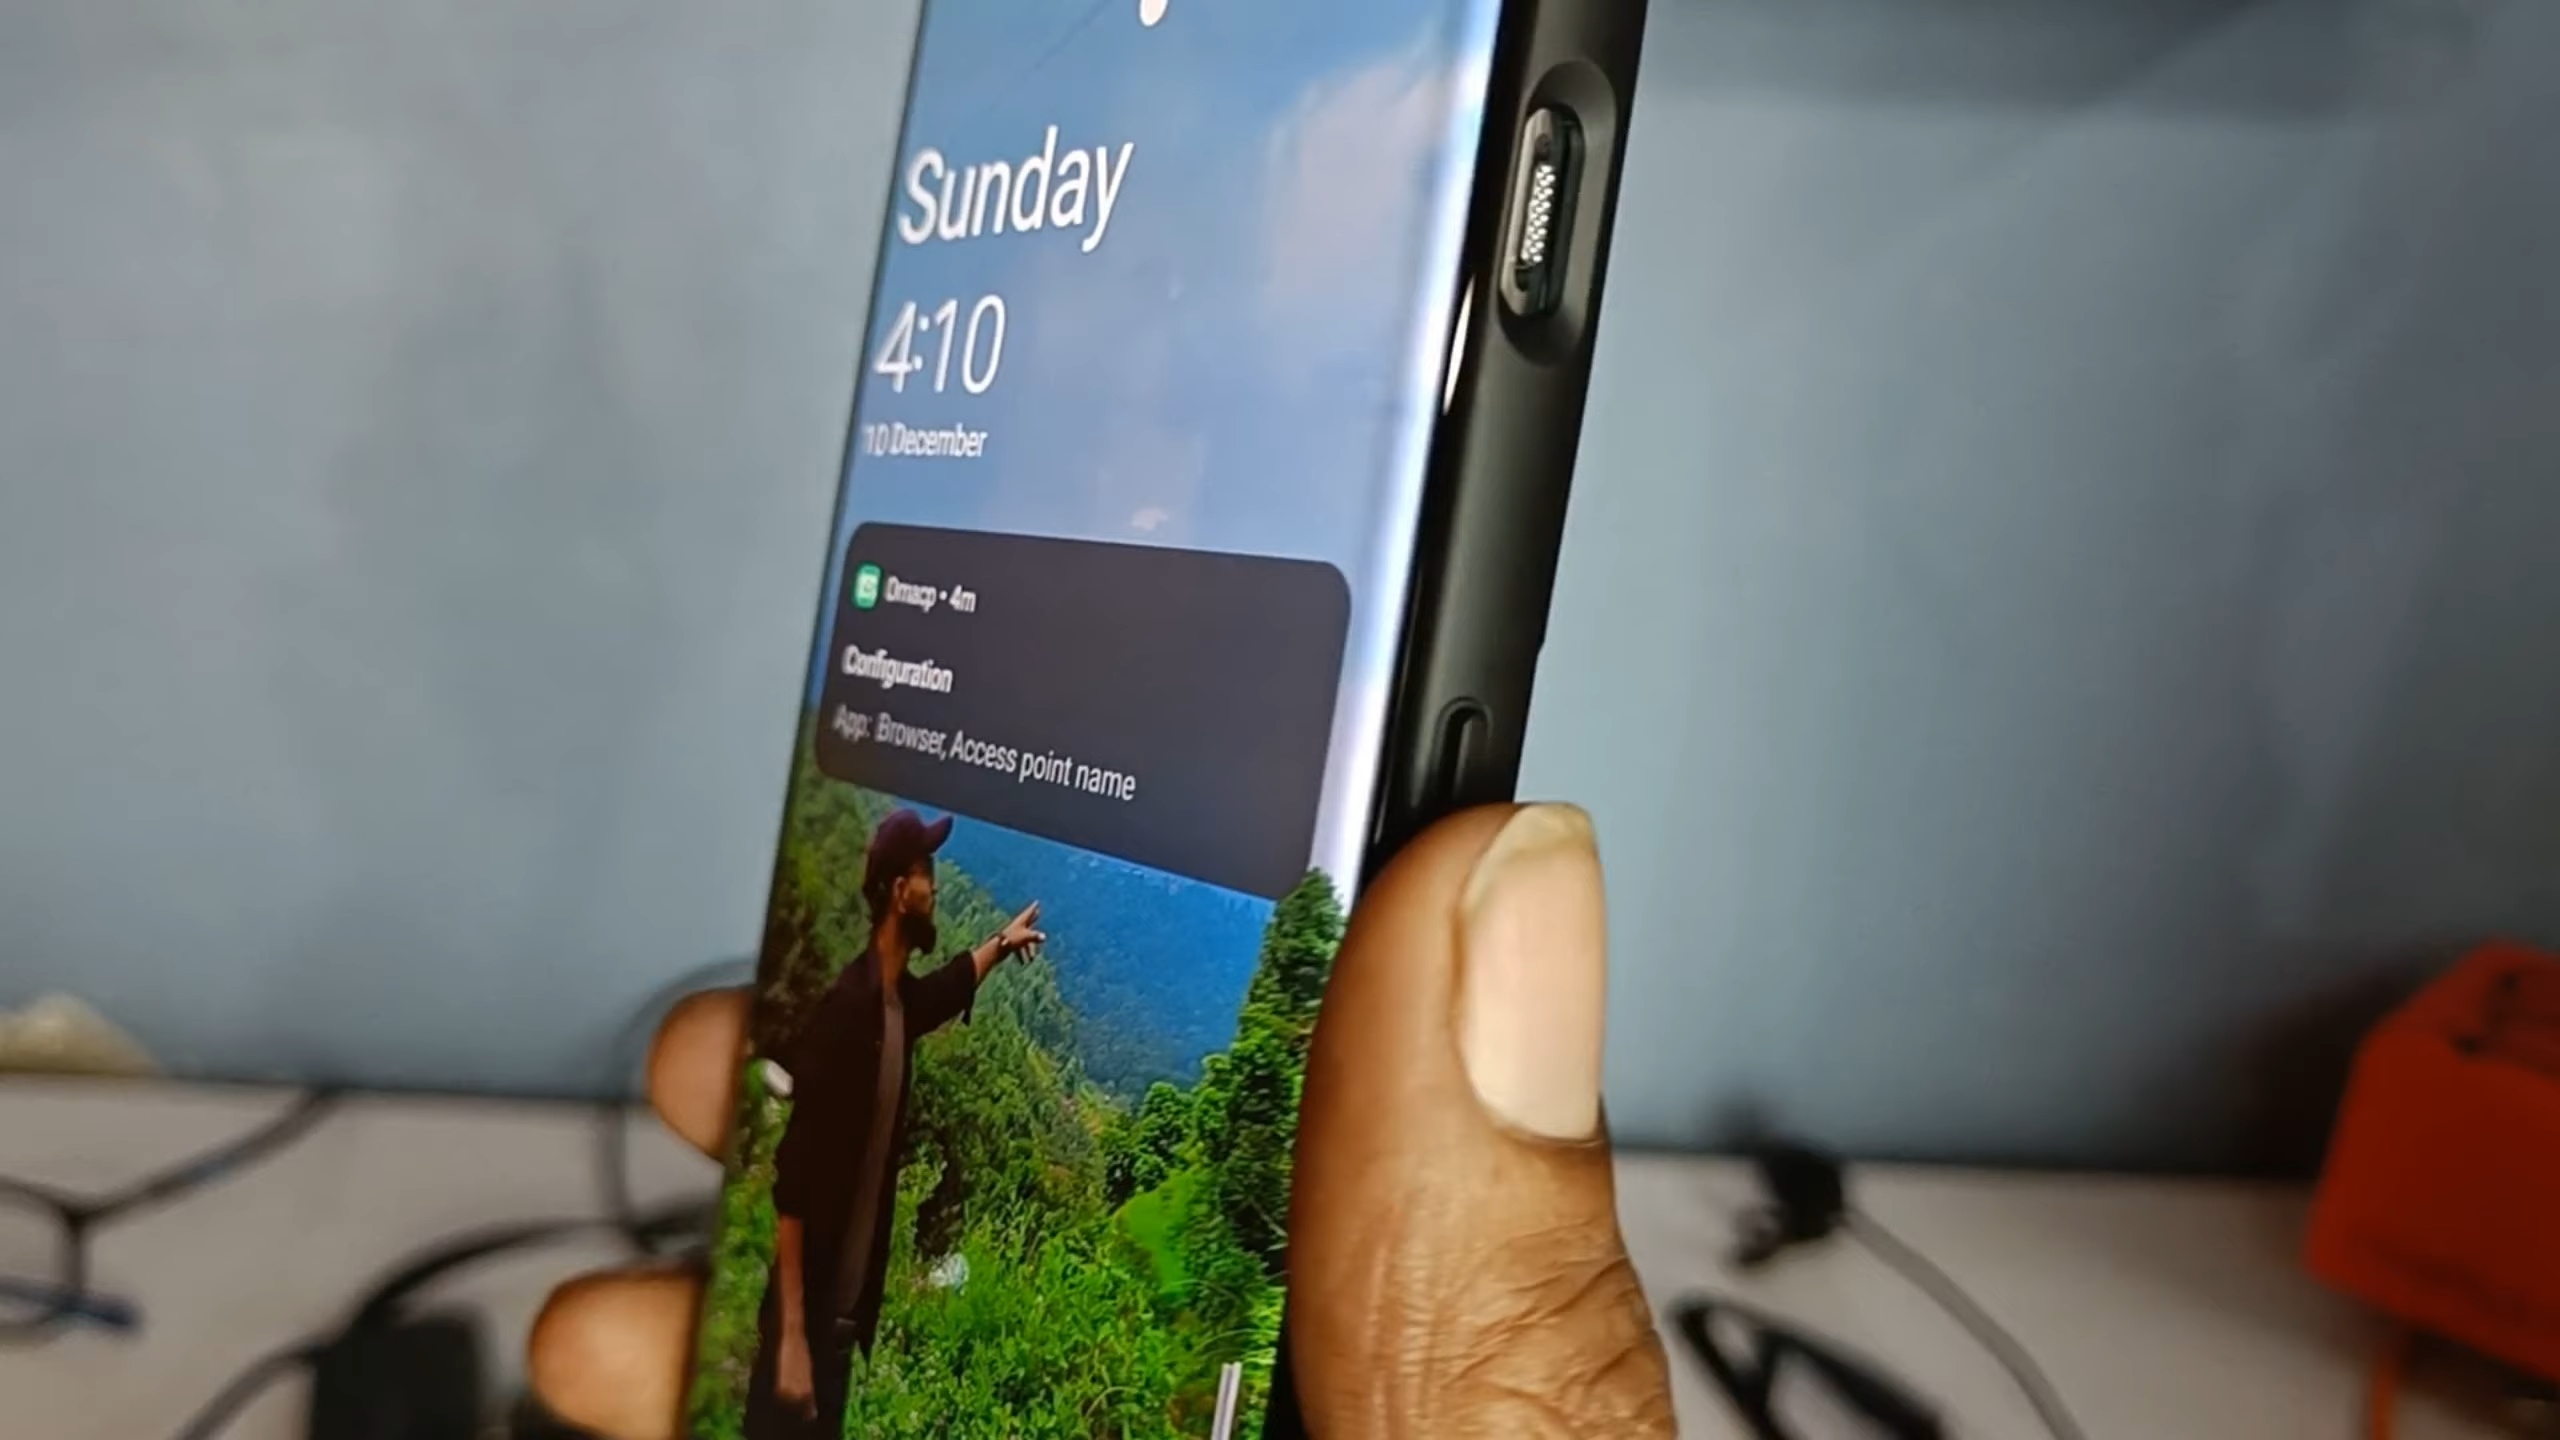 Sunday
4:10
10 December
Omacp • 4m
Configuration
App: Browser, Access point name